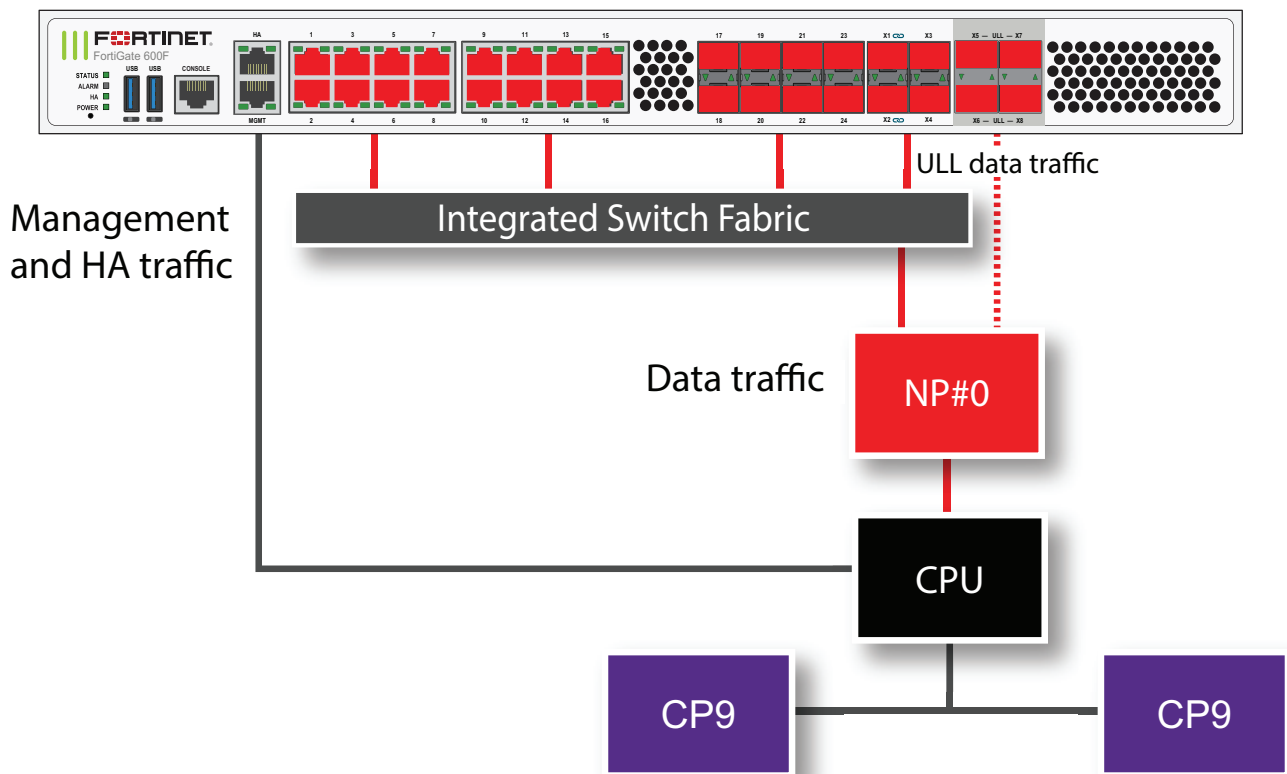 FORTINET
FortiGate 600F
STATUS
ALARM
HA
POWER
USB USB CONSOLE
HA
MGMT
1 3 5 7
2 4 6 8
9 11 13 15
10 12 14 16
17 19 21 23
18 20 22 24
X1 X3
X2 X4
X5 — ULL — X7
X6 — ULL — X8
ULL data traffic
Management
and HA traffic
Integrated Switch Fabric
Data traffic
NP#0
CPU
CP9
CP9